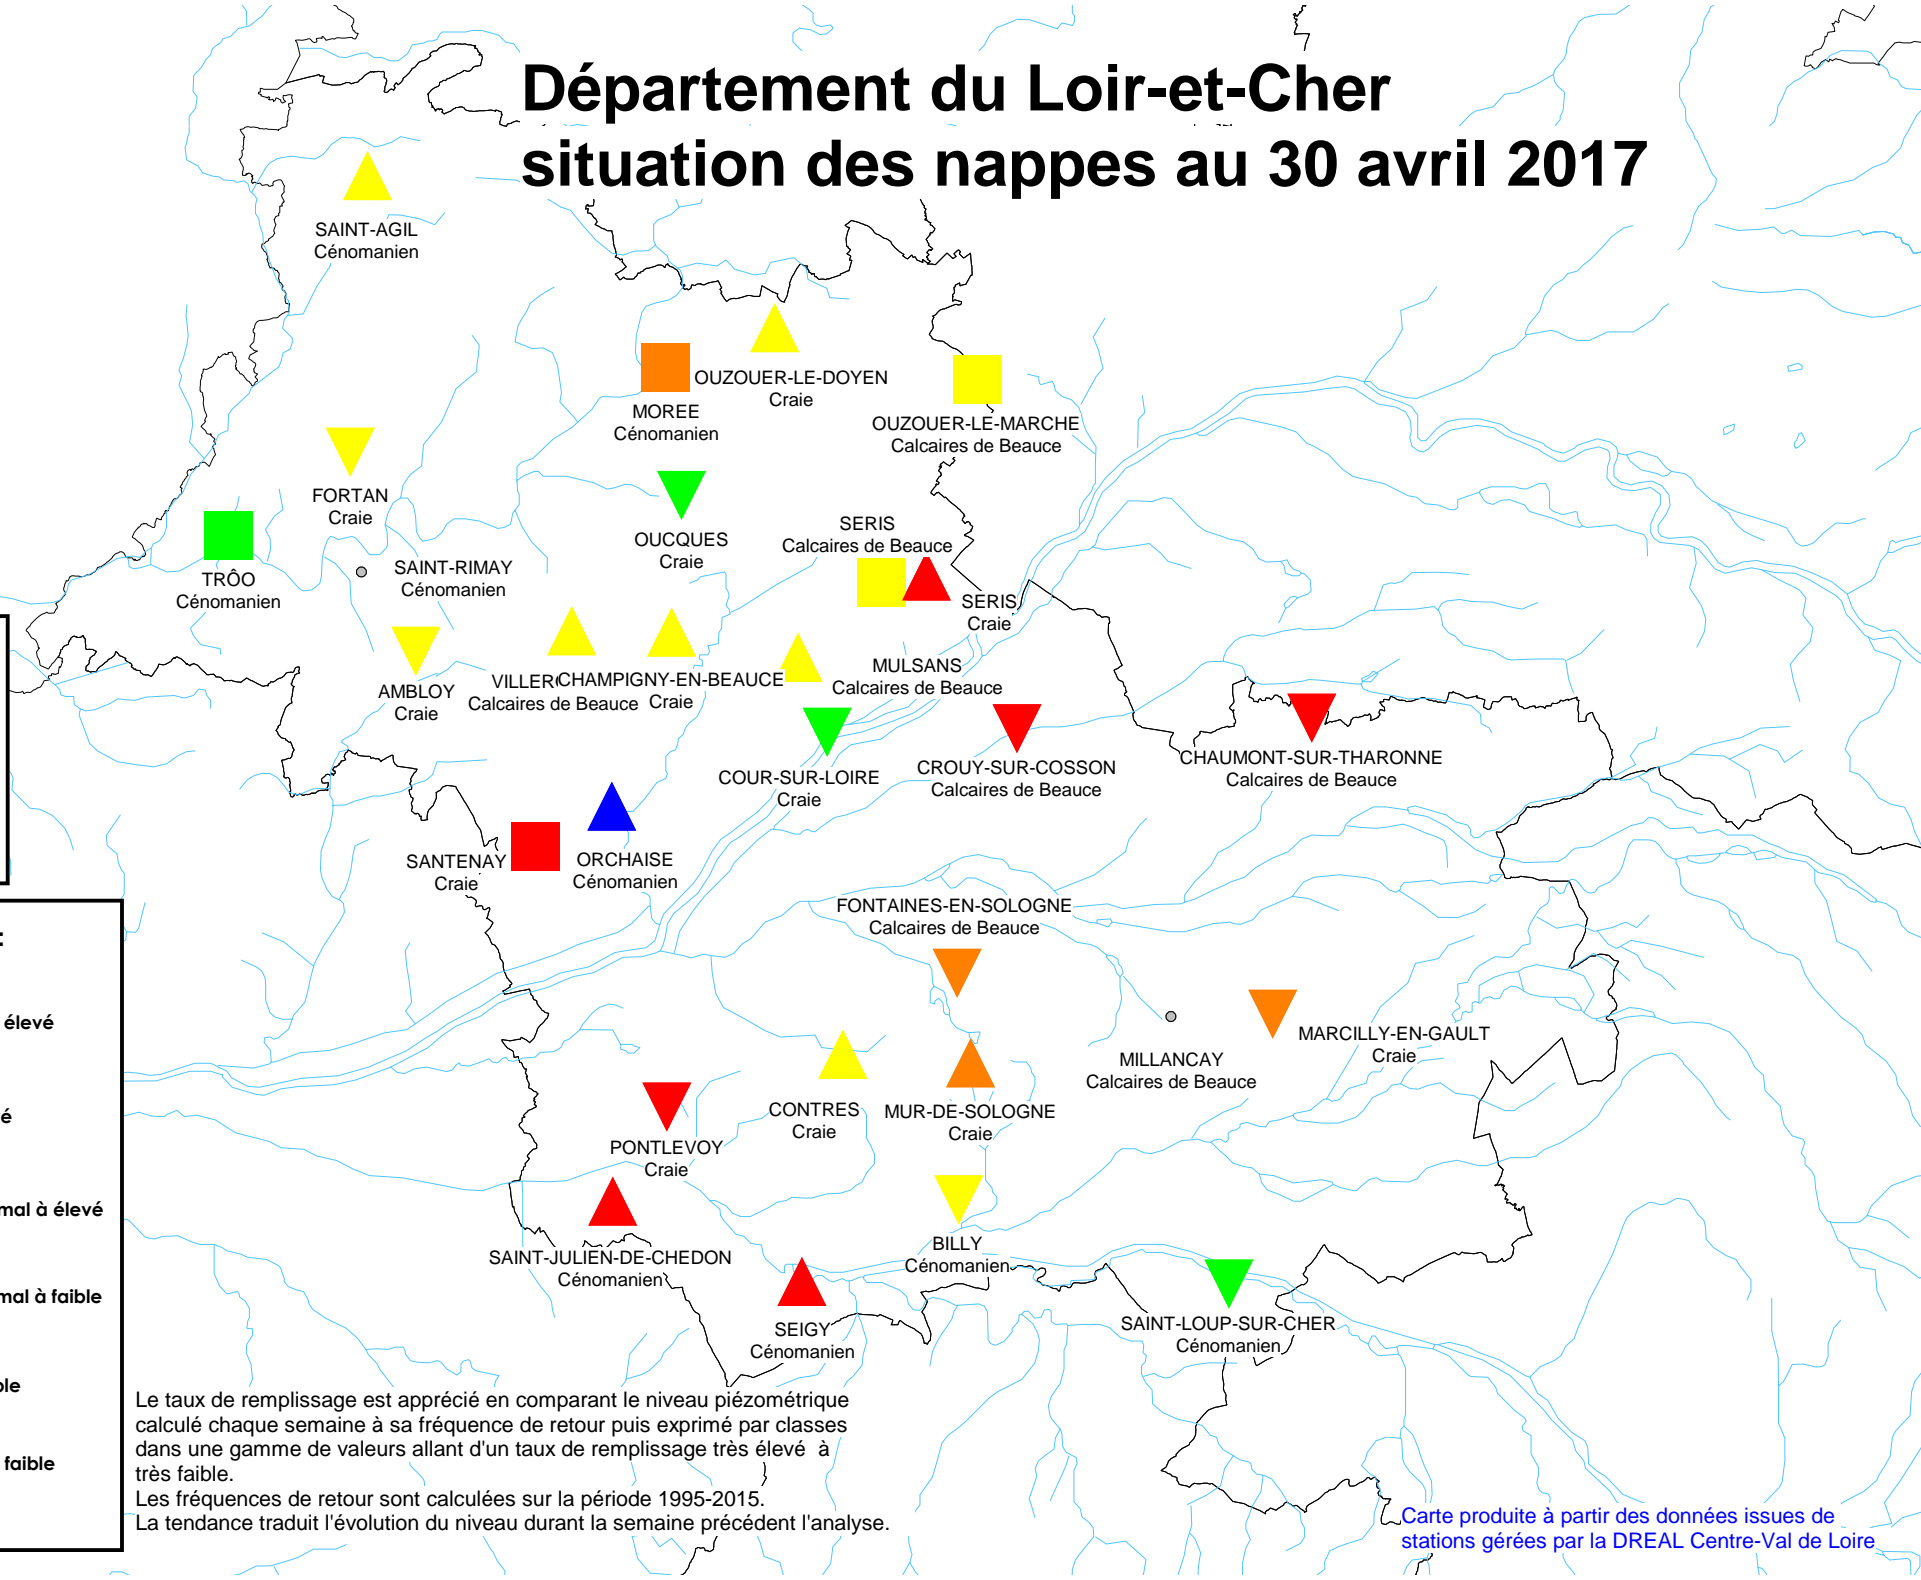 Département du Loir-et-Cher
situation des nappes au 30 avril 2017
SAINT-AGIL
Cénomanien
OUZOUER-LE-DOYEN
Craie
MOREE
Cénomanien
OUZOUER-LE-MARCHE
Calcaires de Beauce
FORTAN
Craie
OUCQUES
Craie
SERIS
Calcaires de Beauce
TRÔO
Cénomanien
SAINT-RIMAY
Cénomanien
SERIS
Craie
AMBLOY
Craie
Calcaires de Beauce
CHAMPIGNY-EN-BEAUCE
Craie
MULSANS
Calcaires de Beauce
COUR-SUR-LOIRE
Craie
CROUY-SUR-COSSON
Calcaires de Beauce
CHAUMONT-SUR-THARONNE
Calcaires de Beauce
SANTENAY
Craie
ORCHAISE
Cénomanien
FONTAINES-EN-SOLOGNE
Calcaires de Beauce
MARCILLY-EN-GAULT
Craie
MILLANCAY
Calcaires de Beauce
CONTRES
Craie
MUR-DE-SOLOGNE
Craie
PONTLEVOY
Craie
SAINT-JULIEN-DE-CHEDON
Cénomanien
BILLY
Cénomanien
SEIGY
Cénomanien
SAINT-LOUP-SUR-CHER
Cénomanien
:
élevé
é
mal à élevé
mal à faible
ble
faible
Le taux de remplissage est apprécié en comparant le niveau piézométrique
calculé chaque semaine à sa fréquence de retour puis exprimé par classes
dans une gamme de valeurs allant d'un taux de remplissage très élevé à
très faible.
Les fréquences de retour sont calculées sur la période 1995-2015.
La tendance traduit l'évolution du niveau durant la semaine précédent l'analyse.
Carte produite à partir des données issues de
stations gérées par la DREAL Centre-Val de Loire